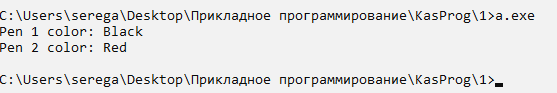 C:\Users\serega\Desktop\Прикладное программирование\KasProg\1>a.exe
Pen 1 color: Black
Pen 2 color: Red
C:\Users\serega\Desktop\Прикладное программирование\KasProg\1>